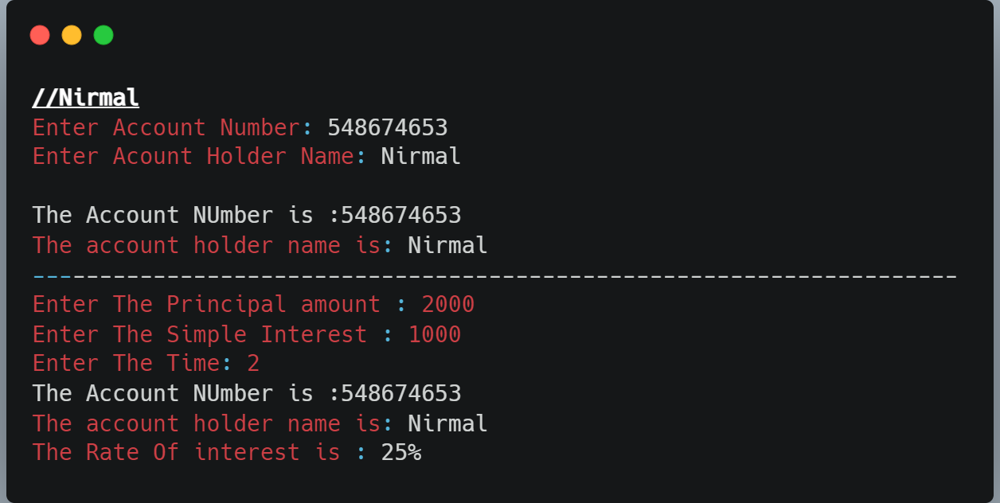 //Nirmal
Enter Account Number: 548674653
Enter Acount Holder Name: Nirmal
The Account NUmber is :548674653
The account holder name is: Nirmal
---------------------------------------------------------------------
Enter The Principal amount : 2000
Enter The Simple Interest : 1000
Enter The Time: 2
The Account NUmber is :548674653
The account holder name is: Nirmal
The Rate Of interest is : 25%